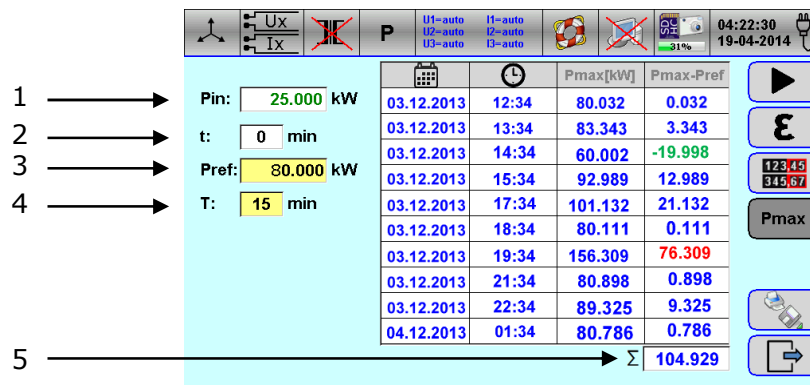 Ux
Ix
P
U1=auto I1=auto
U2=auto I2=auto
U3=auto I3=auto
SD HC
31%
04:22:30
19-04-2014
Pmax[kW] Pmax-Pref
1 Pin: 25.000 kW
2 t: 0 min
3 Pref: 80.000 kW
4 T: 15 min
03.12.2013 12:34 80.032 0.032
03.12.2013 13:34 83.343 3.343
03.12.2013 14:34 60.002 -19.998
03.12.2013 15:34 92.989 12.989
03.12.2013 17:34 101.132 21.132
03.12.2013 18:34 80.111 0.111
03.12.2013 19:34 156.309 76.309
03.12.2013 21:34 80.898 0.898
03.12.2013 22:34 89.325 9.325
04.12.2013 01:34 80.786 0.786
5 Σ 104.929
ε
123,45
345,67
Pmax